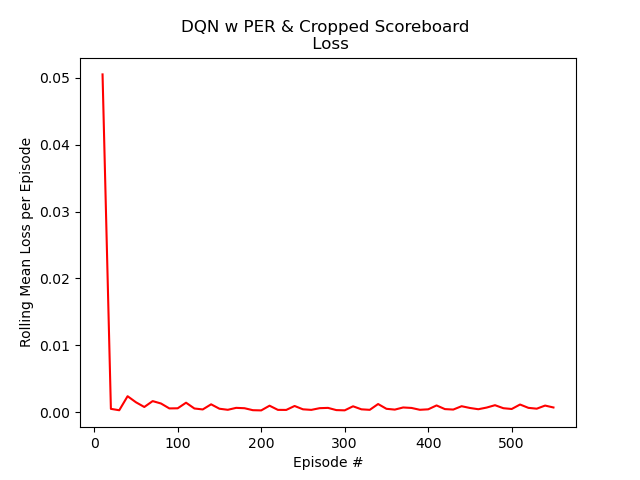 DQN w PER & Cropped Scoreboard
Loss
0.05
0.04
0.03
0.02
0.01
0.00
Rolling Mean Loss per Episode
0 100 200 300 400 500
Episode #